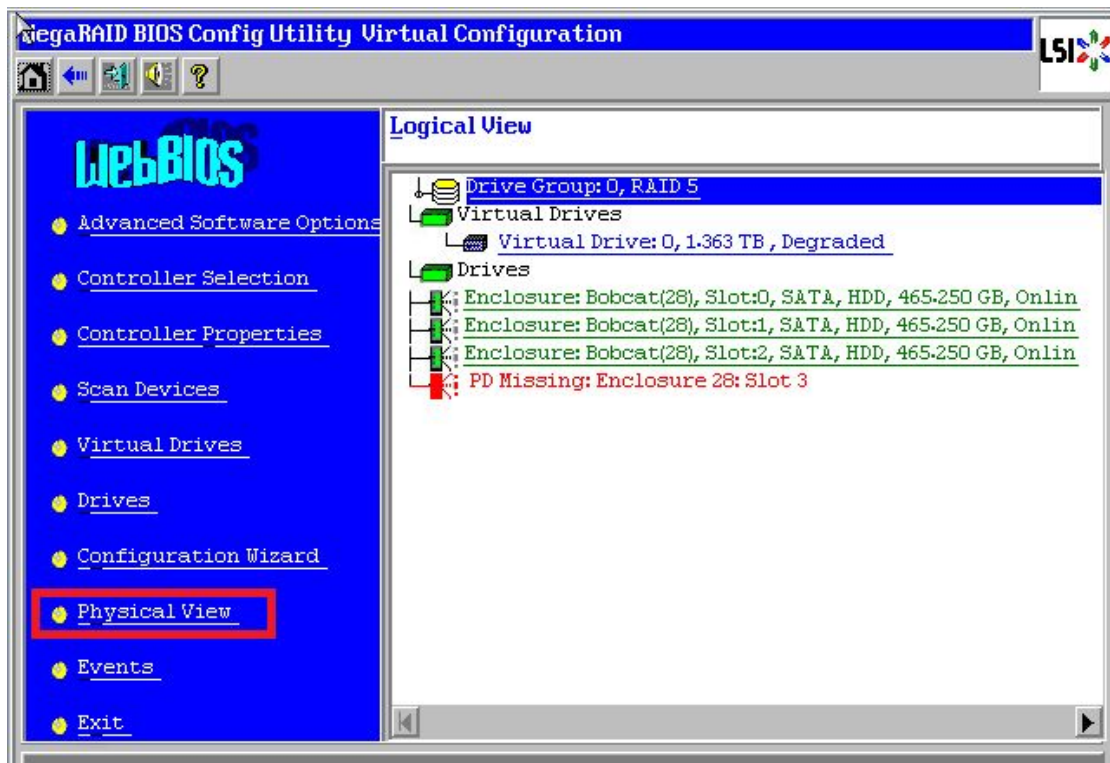 egaRAID BIOS Config Utility Virtual Configuration
LSI
WebBIOS
Advanced Software Options
Controller Selection
Controller Properties
Scan Devices
Virtual Drives
Drives
Configuration Wizard
Physical View
Events
Exit
Logical View
Drive Group: 0, RAID 5
Virtual Drives
Virtual Drive: 0, 1.363 TB, Degraded
Drives
Enclosure: Bobcat(28), Slot:0, SATA, HDD, 465.250 GB, Onlin
Enclosure: Bobcat(28), Slot:1, SATA, HDD, 465.250 GB, Onlin
Enclosure: Bobcat(28), Slot:2, SATA, HDD, 465.250 GB, Onlin
PD Missing: Enclosure 28: Slot 3